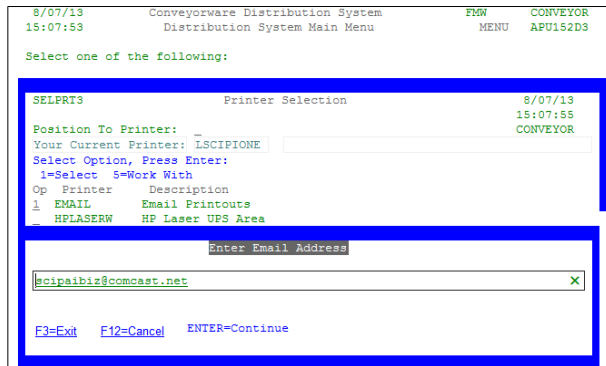 8/07/13 Conveyorware Distribution System FMW CONVEYOR
15:07:53 Distribution System Main Menu MENU APU152D3
Select one of the following:
SELPRT3 Printer Selection 8/07/13
15:07:55
Position To Printer: _ CONVEYOR
Your Current Printer: LSCIPIONE
Select Option, Press Enter:
1=Select 5=Work With
Op Printer Description
1 EMAIL Email Printouts
_ HPLASERW HP Laser UPS Area
Enter Email Address
scipaibiz@comcast.net ×
F3=Exit F12=Cancel ENTER=Continue